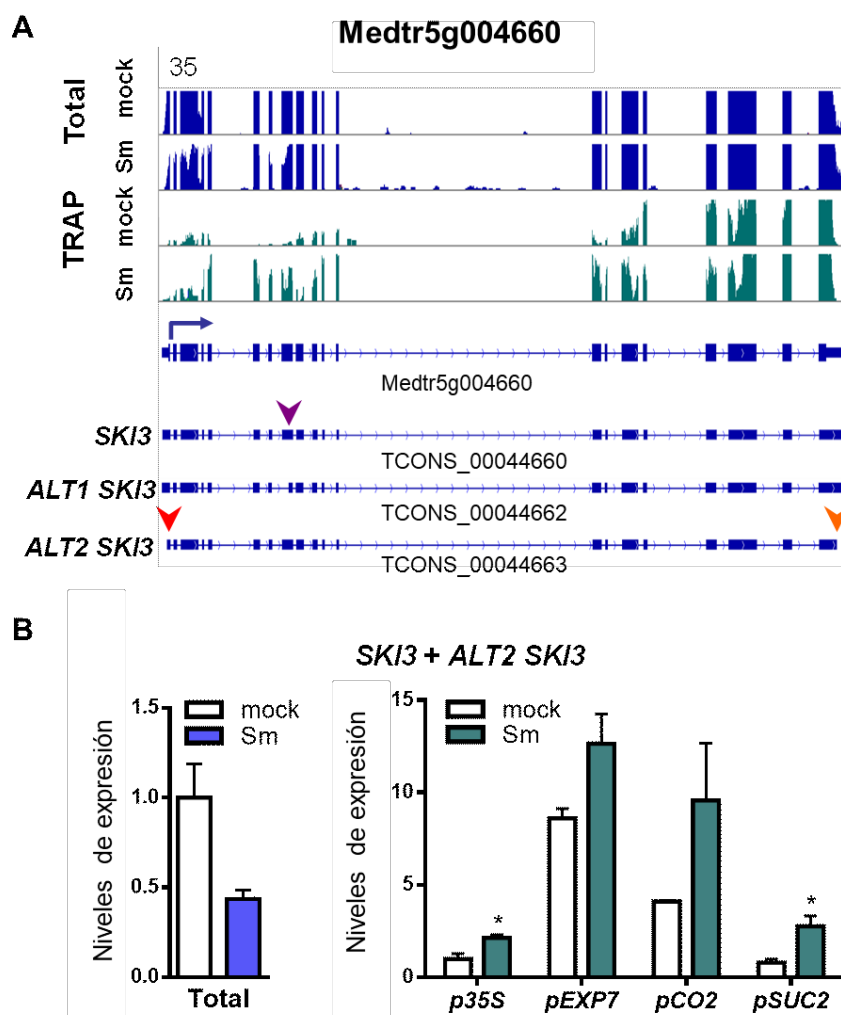 A
Medtr5g004660
35
Total
mock
Sm
TRAP
mock
Sm
Medtr5g004660
SKI3
TCONS_00044660
ALT1 SKI3
TCONS_00044662
ALT2 SKI3
TCONS_00044663
B
SKI3 + ALT2 SKI3
Niveles de expresión
1.5
1.0
0.5
0.0
mock
Sm
Total
Niveles de expresión
15
10
5
0
mock
Sm
*
*
p35S pEXP7 pCO2 pSUC2